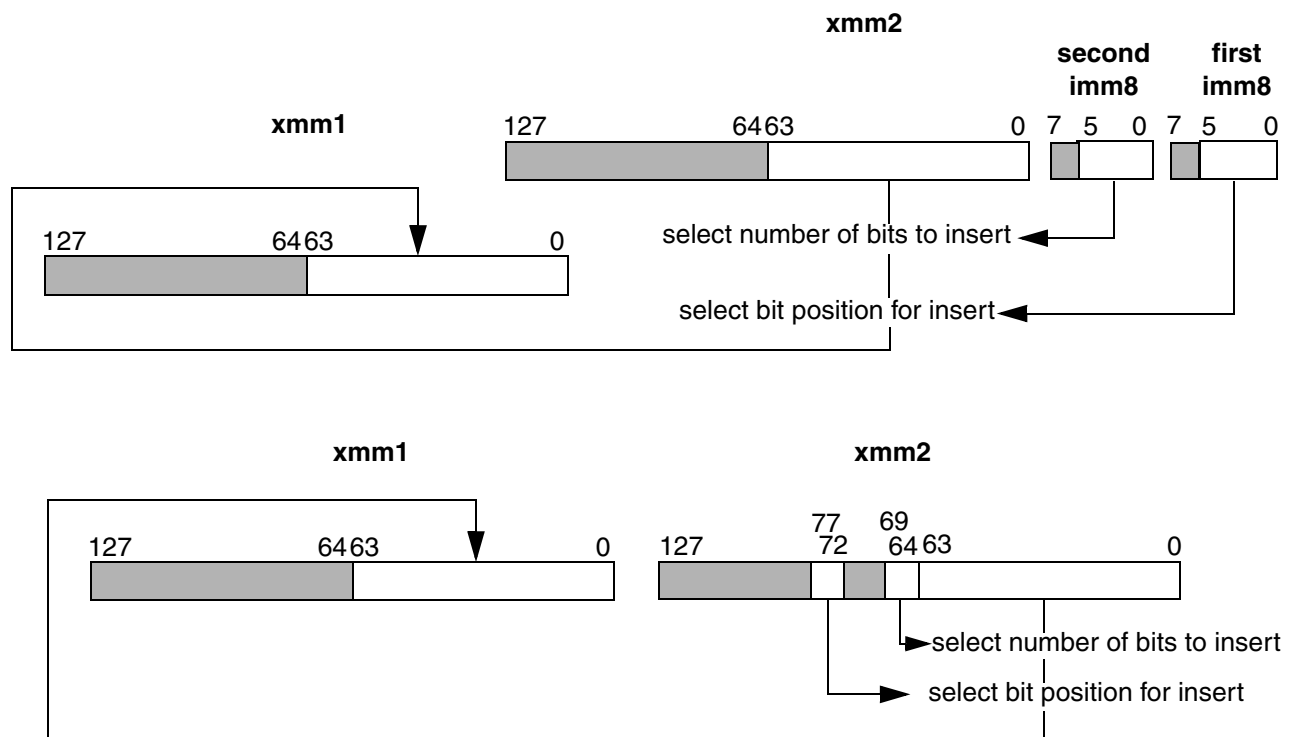 xmm2
second first
imm8 imm8
xmm1
127 64 63 0 7 5 0 7 5 0
select number of bits to insert
127 64 63 0
select bit position for insert
xmm1 xmm2
77 69
127 64 63 0 127 72 64 63 0
select number of bits to insert
select bit position for insert